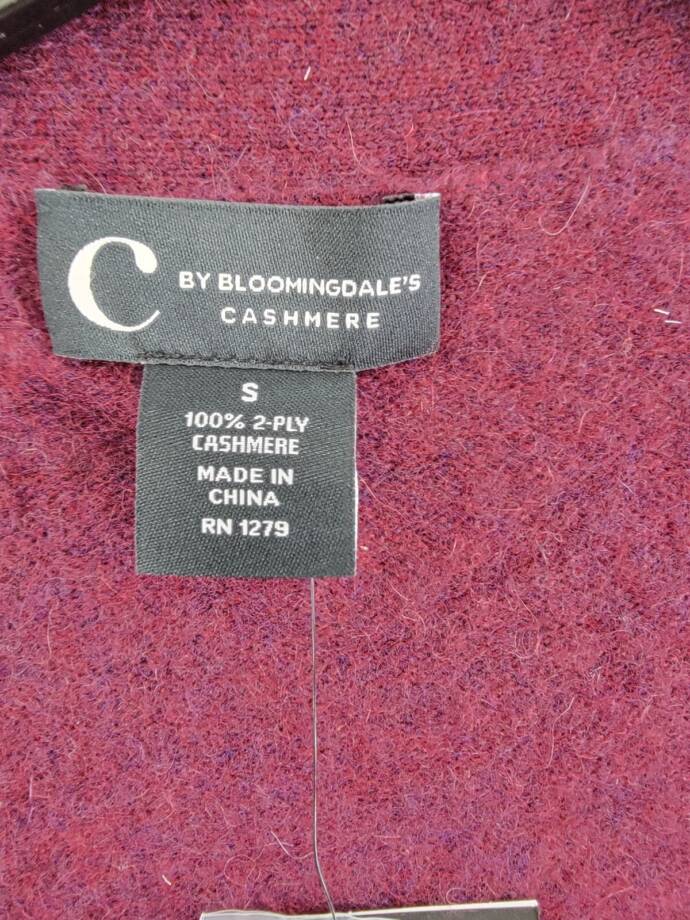 C BY BLOOMINGDALE'S
CASHMERE
S
100% 2-PLY
CASHMERE
MADE IN
CHINA
RN 1279